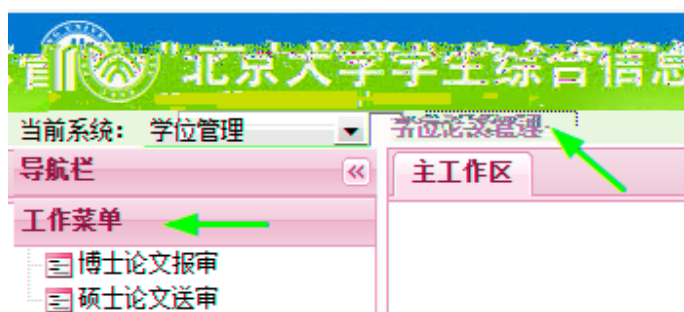 北京大学学生综合信息
当前系统: 学位管理 学位论文管理
导航栏 主工作区
工作菜单
博士论文报审
硕士论文送审